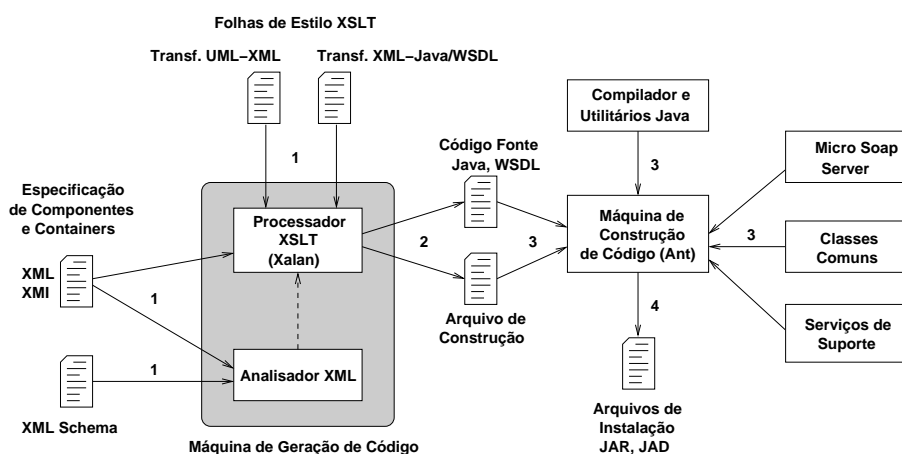 Folhas de Estilo XSLT
Transf. UML–XML
Transf. XML–Java/WSDL
1
Especificação
de Componentes
e Containers
XML
XMI
1
1
XML Schema
Processador
XSLT
(Xalan)
Analisador XML
Máquina de Geração de Código
2
Código Fonte
Java, WSDL
3
Arquivo de
Construção
Compilador e
Utilitários Java
3
Máquina de
Construção
de Código (Ant)
4
Arquivos de
Instalação
JAR, JAD
Micro Soap
Server
3
Classes
Comuns
Serviços de
Suporte